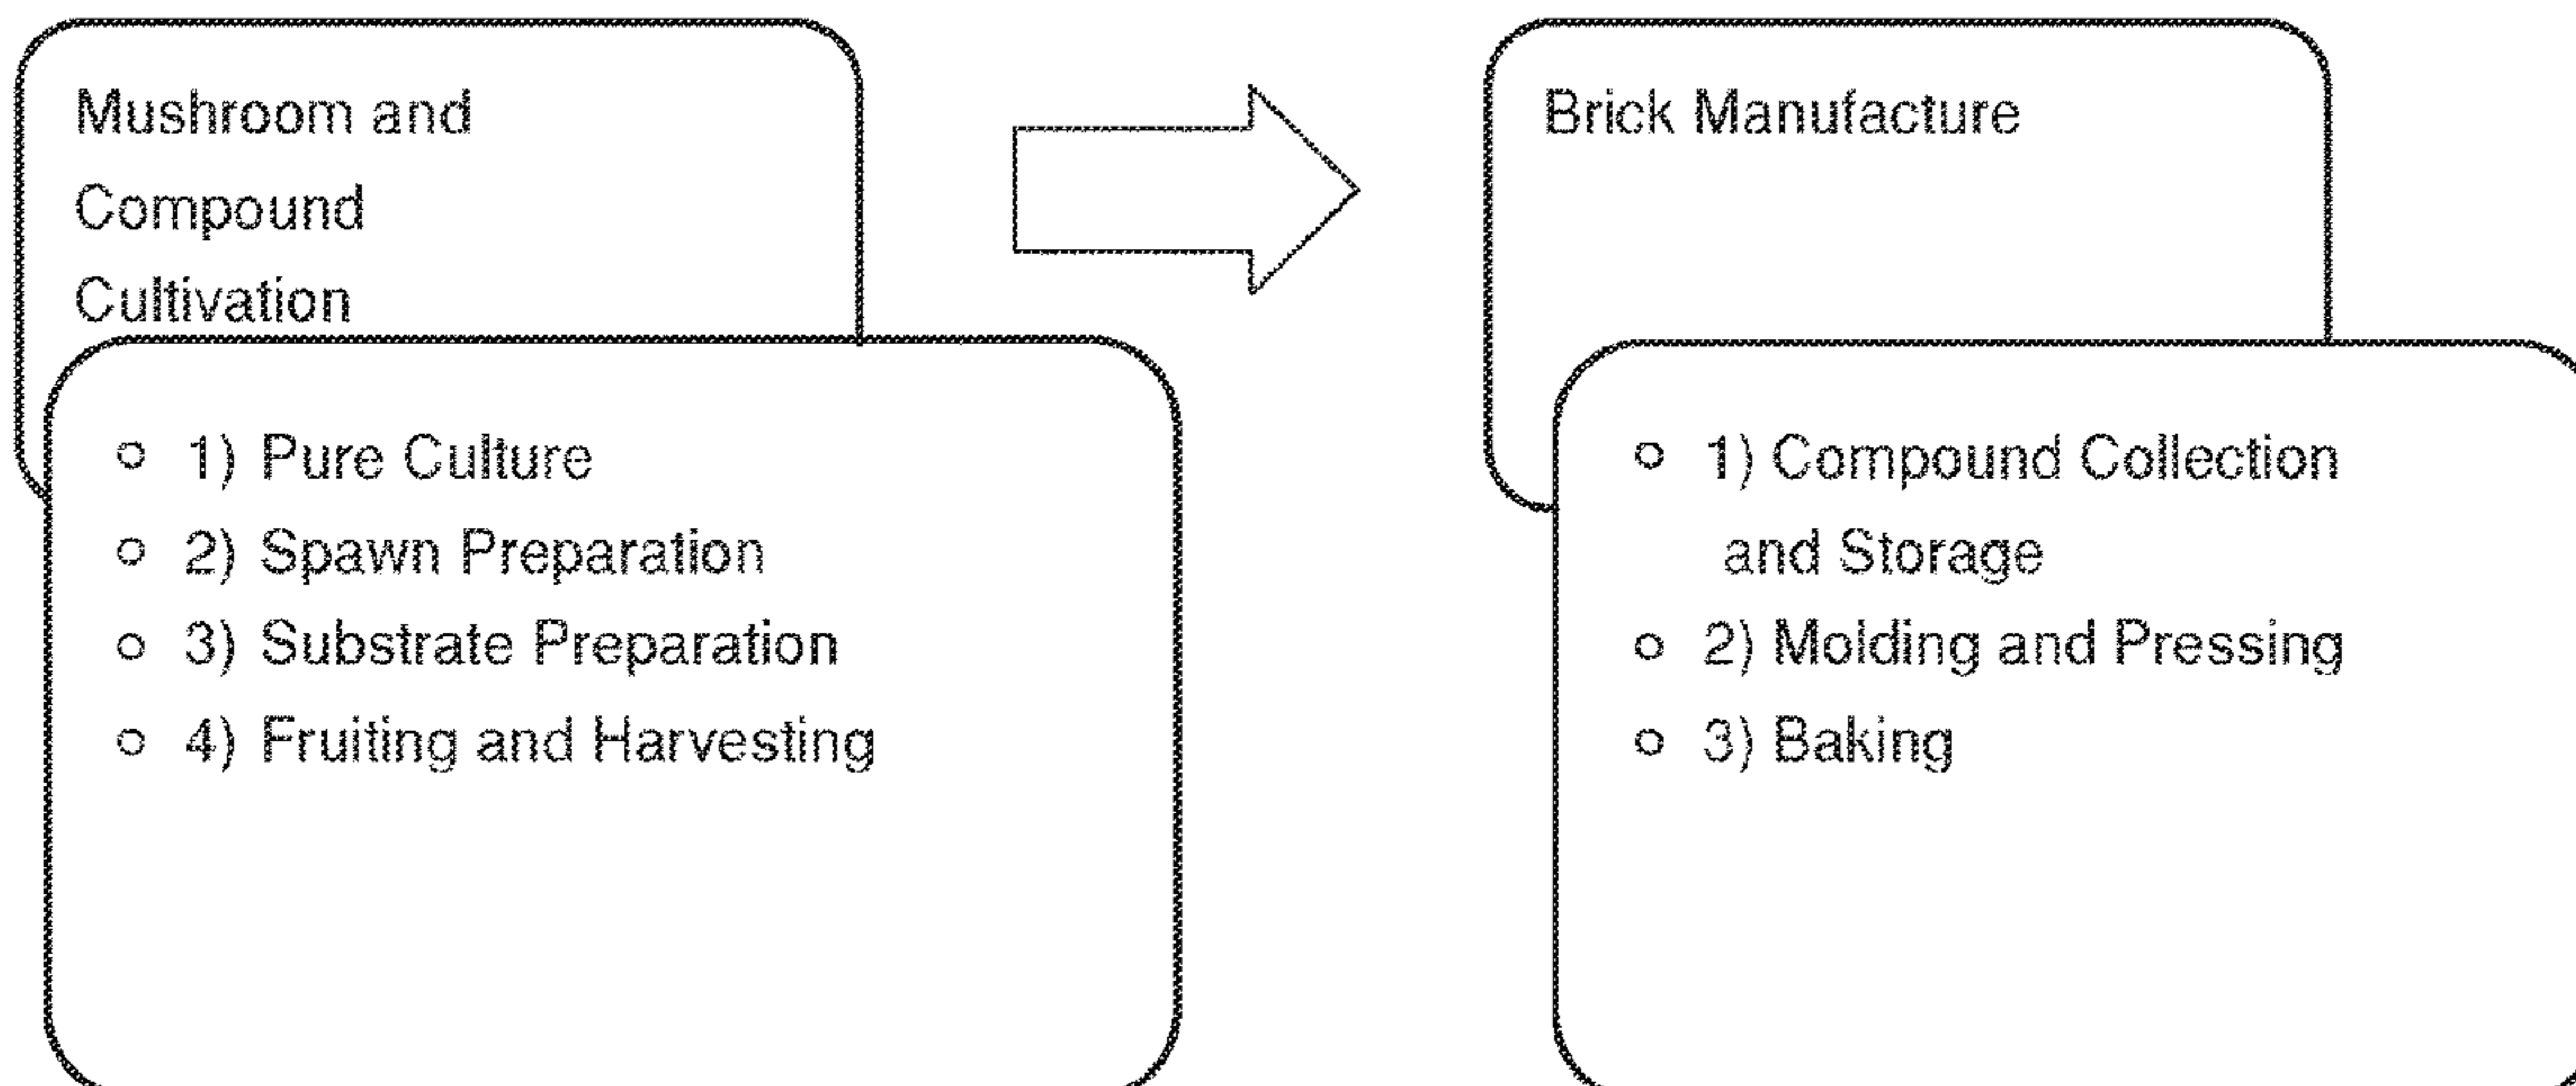 Mushroom and
Compound
Cultivation
1) Pure Culture
2) Spawn Preparation
3) Substrate Preparation
4) Fruiting and Harvesting
Brick Manufacture
1) Compound Collection
and Storage
2) Molding and Pressing
3) Baking